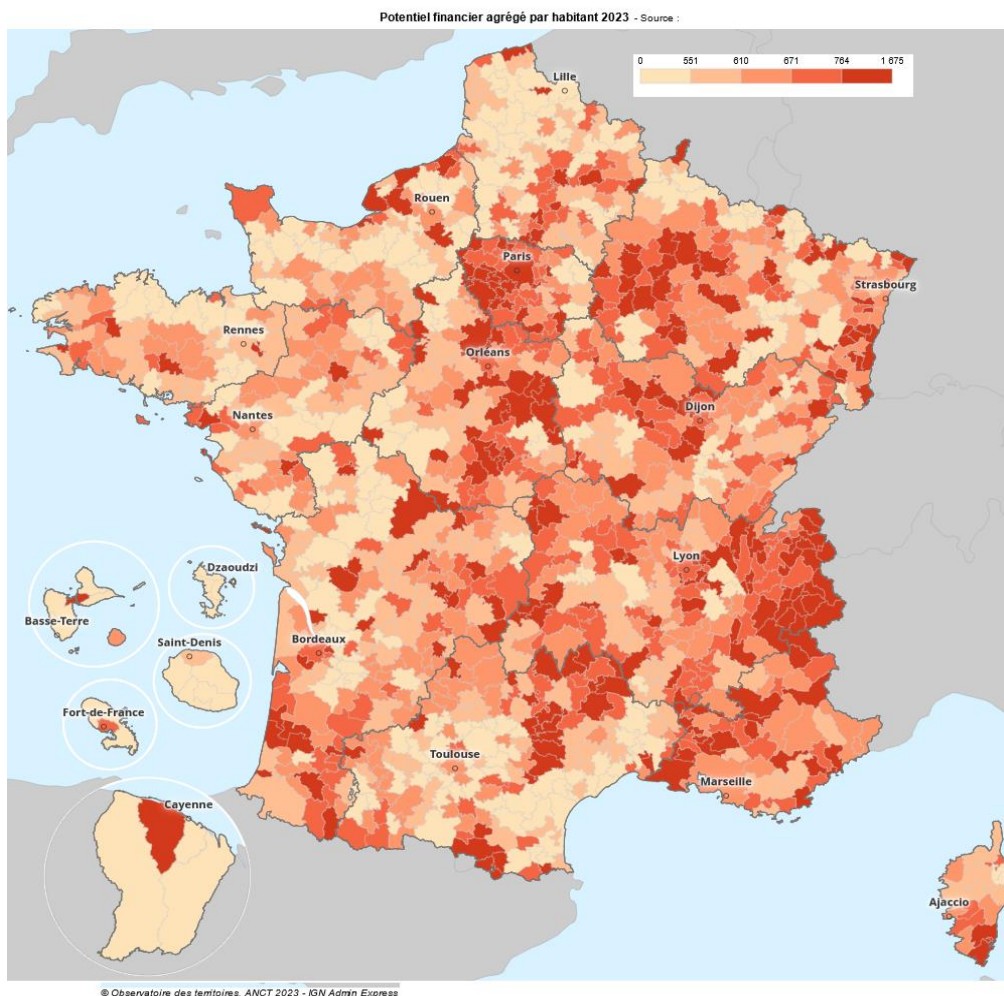 Potentiel financier agrégé par habitant 2023 - Source :
0 551 610 671 764 1 675
Lille
Rouen
Paris
Strasbourg
Rennes
Orléans
Dijon
Nantes
Lyon
Dzaoudzi
Basse-Terre
Saint-Denis
Bordeaux
Fort-de-France
Toulouse
Marseille
Cayenne
Ajaccio
© Observatoire des territoires, ANCT 2023 - IGN Admin Express